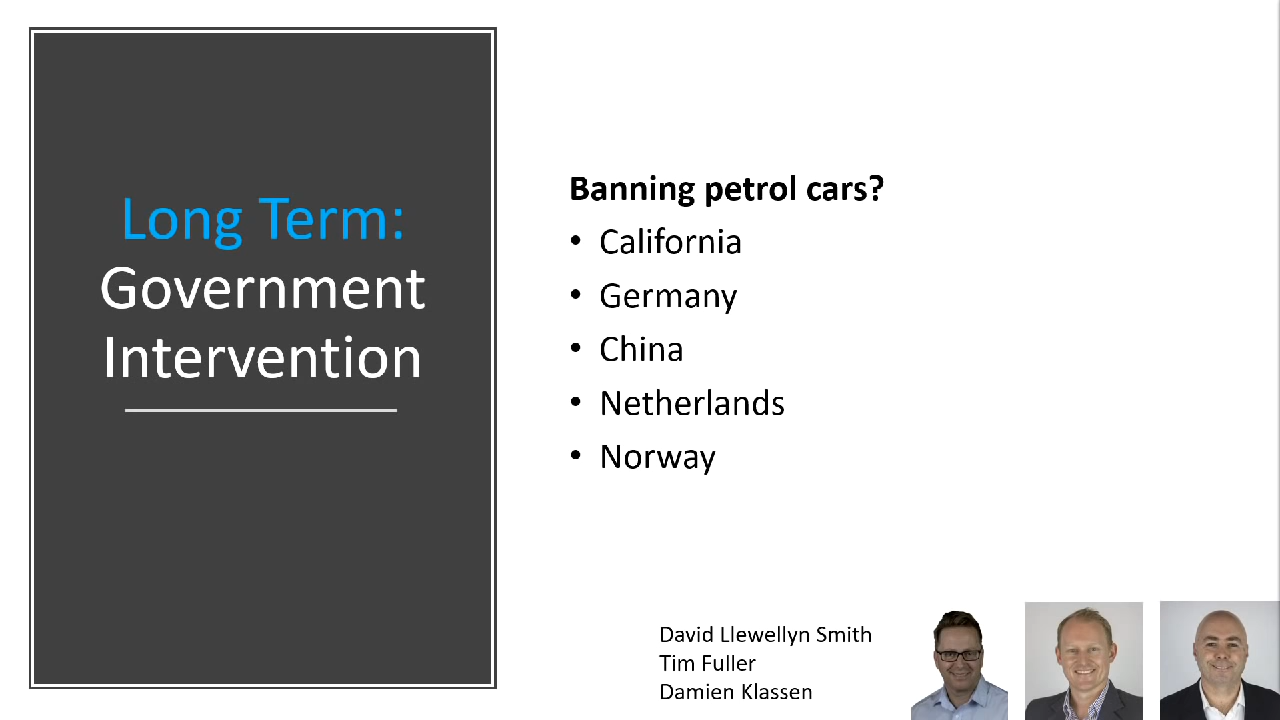 Long Term:
Government
Intervention
Banning petrol cars?
• California
• Germany
• China
• Netherlands
• Norway
David Llewellyn Smith
Tim Fuller
Damien Klassen